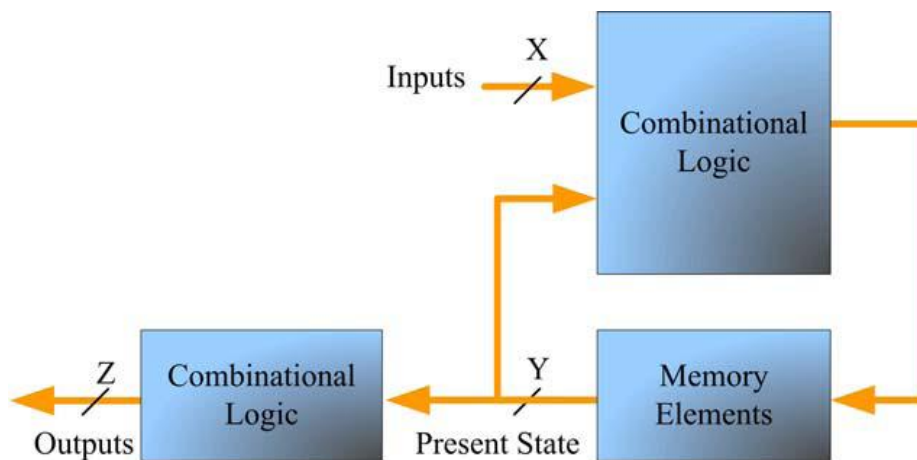 X
Inputs
Combinational
Logic
Z
Combinational
Logic
Y
Memory
Elements
Outputs
Present State